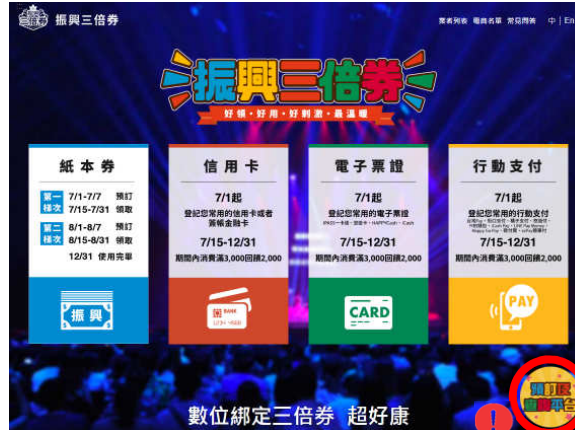 振興三倍券
業者列表 電商名單 常見問答 中 | En
振興三倍券
好領・好用・好刺激・最溫暖
紙本券
第一梯次 7/1-7/7 預訂
7/15-7/31 領取
第二梯次 8/1-8/7 預訂
8/15-8/31 領取
12/31 使用完畢
振興
信用卡
7/1起
登記您常用的信用卡或者
簽帳金融卡
7/15-12/31
期間內消費滿3,000回饋2,000
BANK
電子票證
7/1起
登記您常用的電子票證
7/15-12/31
期間內消費滿3,000回饋2,000
CARD
行動支付
7/1起
登記您常用的行動支付
7/15-12/31
期間內消費滿3,000回饋2,000
PAY
數位綁定三倍券 超好康
!